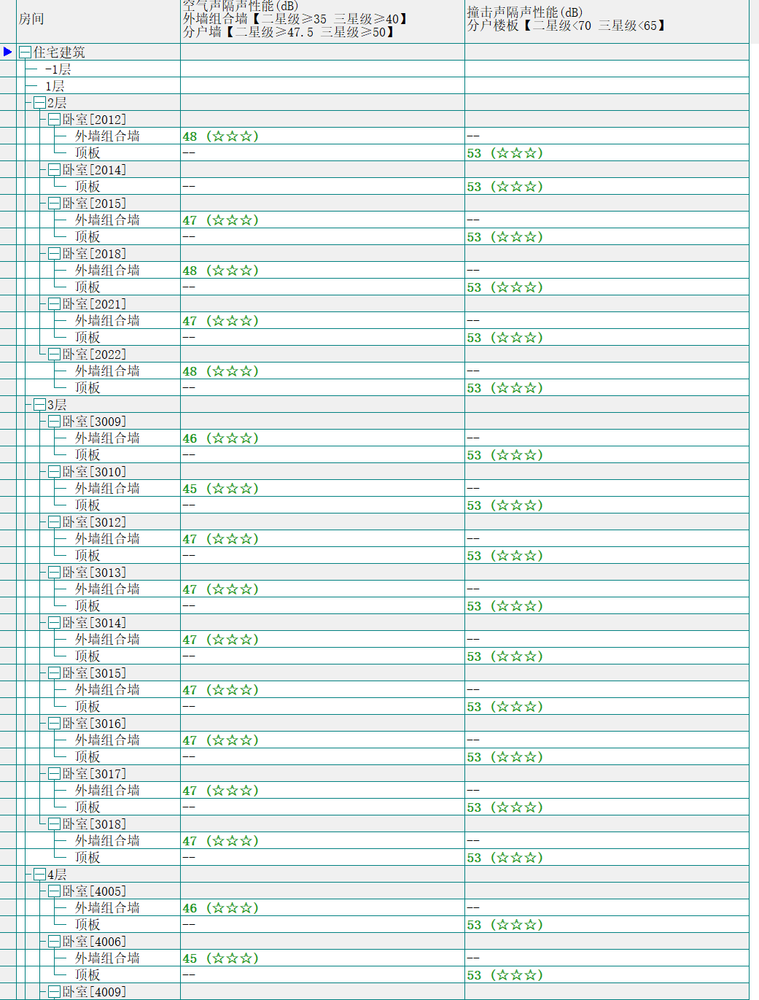 房间
空气声隔声性能(dB)
外墙组合墙【二星级≥35 三星级≥40】
分户墙【二星级≥47.5 三星级≥50】
撞击声隔声性能(dB)
分户楼板【二星级<70 三星级<65】
住宅建筑
-1层
1层
2层
卧室[2012]
外墙组合墙 48 (☆☆☆) --
顶板 -- 53 (☆☆☆)
卧室[2014]
顶板 -- 53 (☆☆☆)
卧室[2015]
外墙组合墙 47 (☆☆☆) --
顶板 -- 53 (☆☆☆)
卧室[2018]
外墙组合墙 48 (☆☆☆) --
顶板 -- 53 (☆☆☆)
卧室[2021]
外墙组合墙 47 (☆☆☆) --
顶板 -- 53 (☆☆☆)
卧室[2022]
外墙组合墙 48 (☆☆☆) --
顶板 -- 53 (☆☆☆)
3层
卧室[3009]
外墙组合墙 46 (☆☆☆) --
顶板 -- 53 (☆☆☆)
卧室[3010]
外墙组合墙 45 (☆☆☆) --
顶板 -- 53 (☆☆☆)
卧室[3012]
外墙组合墙 47 (☆☆☆) --
顶板 -- 53 (☆☆☆)
卧室[3013]
外墙组合墙 47 (☆☆☆) --
顶板 -- 53 (☆☆☆)
卧室[3014]
外墙组合墙 47 (☆☆☆) --
顶板 -- 53 (☆☆☆)
卧室[3015]
外墙组合墙 47 (☆☆☆) --
顶板 -- 53 (☆☆☆)
卧室[3016]
外墙组合墙 47 (☆☆☆) --
顶板 -- 53 (☆☆☆)
卧室[3017]
外墙组合墙 47 (☆☆☆) --
顶板 -- 53 (☆☆☆)
卧室[3018]
外墙组合墙 47 (☆☆☆) --
顶板 -- 53 (☆☆☆)
4层
卧室[4005]
外墙组合墙 46 (☆☆☆) --
顶板 -- 53 (☆☆☆)
卧室[4006]
外墙组合墙 45 (☆☆☆) --
顶板 -- 53 (☆☆☆)
卧室[4009]